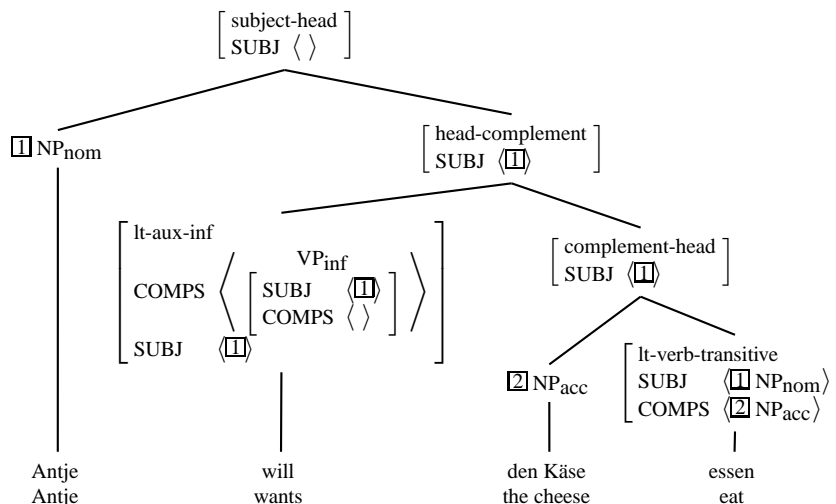 subject-head
SUBJ ⟨ ⟩
1 NPnom
head-complement
SUBJ ⟨1⟩
lt-aux-inf
VPinf
COMPS ⟨ SUBJ ⟨1⟩
COMPS ⟨ ⟩ ⟩
SUBJ ⟨1⟩
complement-head
SUBJ ⟨1⟩
2 NPacc
lt-verb-transitive
SUBJ ⟨1 NPnom⟩
COMPS ⟨2 NPacc⟩
Antje will den Käse essen
Antje wants the cheese eat